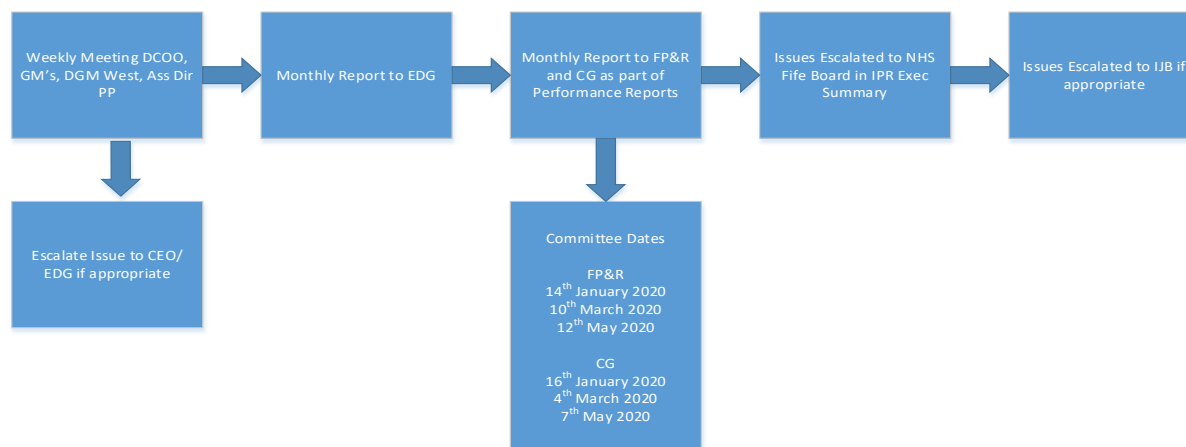 Weekly Meeting DCOO,
GM's, DGM West, Ass Dir
PP
Monthly Report to EDG
Monthly Report to FP&R
and CG as part of
Performance Reports
Issues Escalated to NHS
Fife Board in IPR Exec
Summary
Issues Escalated to IJB if
appropriate
Escalate Issue to CEO/
EDG if appropriate
Committee Dates
FP&R
14th January 2020
10th March 2020
12th May 2020
CG
16th January 2020
4th March 2020
7th May 2020